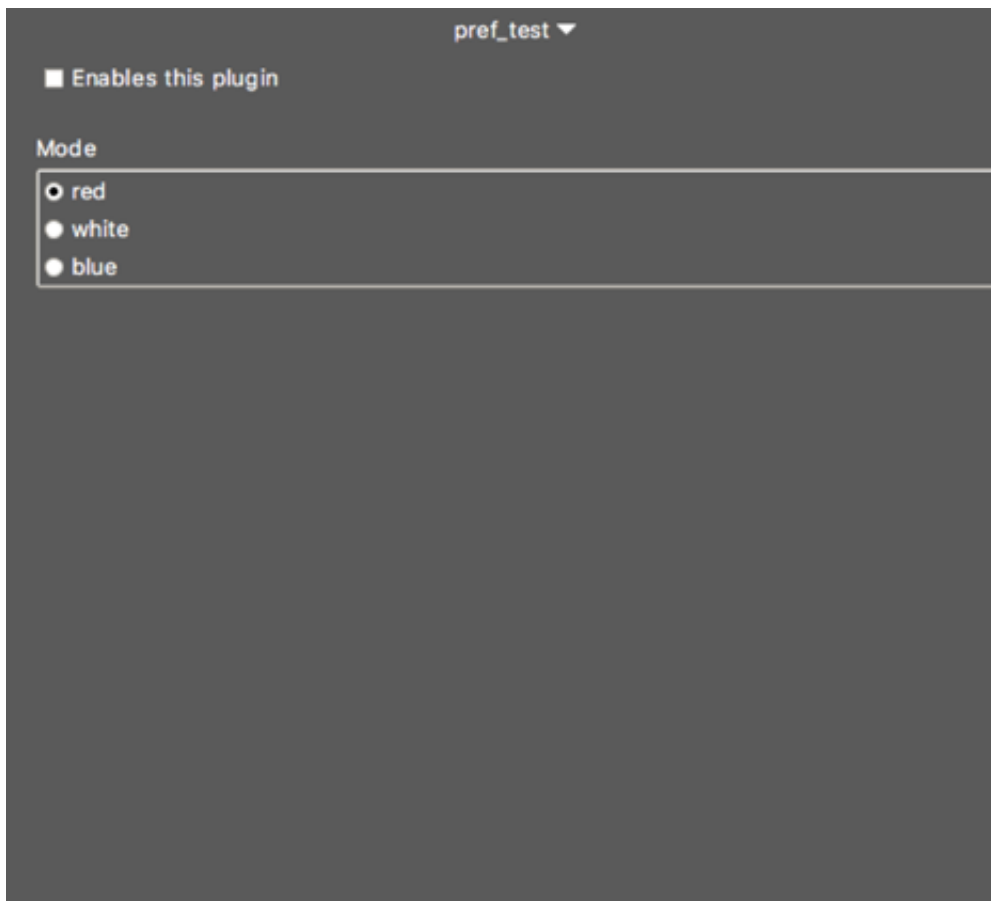 pref_test
Enables this plugin
Mode
red
white
blue